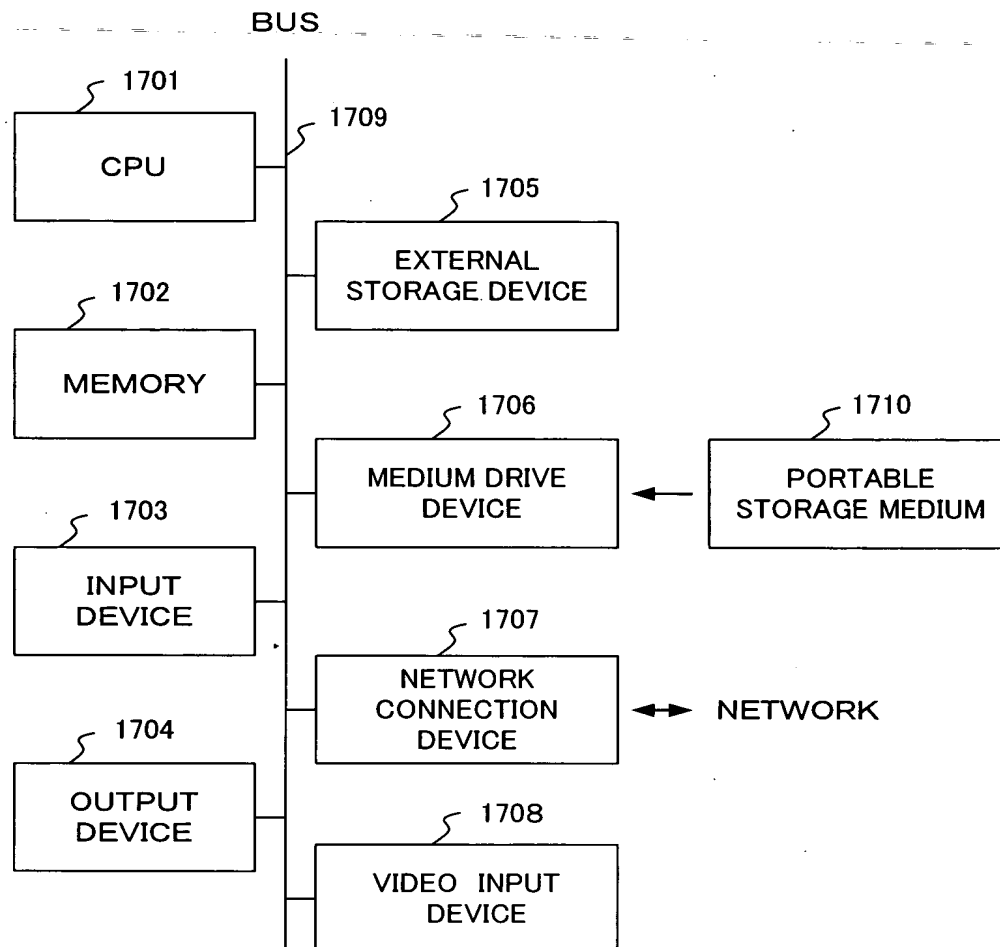 BUS
1701
CPU
1709
1705
EXTERNAL
STORAGE DEVICE
1702
MEMORY
1706
MEDIUM DRIVE
DEVICE
1710
PORTABLE
STORAGE MEDIUM
1703
INPUT
DEVICE
1707
NETWORK
CONNECTION
DEVICE
NETWORK
1704
OUTPUT
DEVICE
1708
VIDEO INPUT
DEVICE